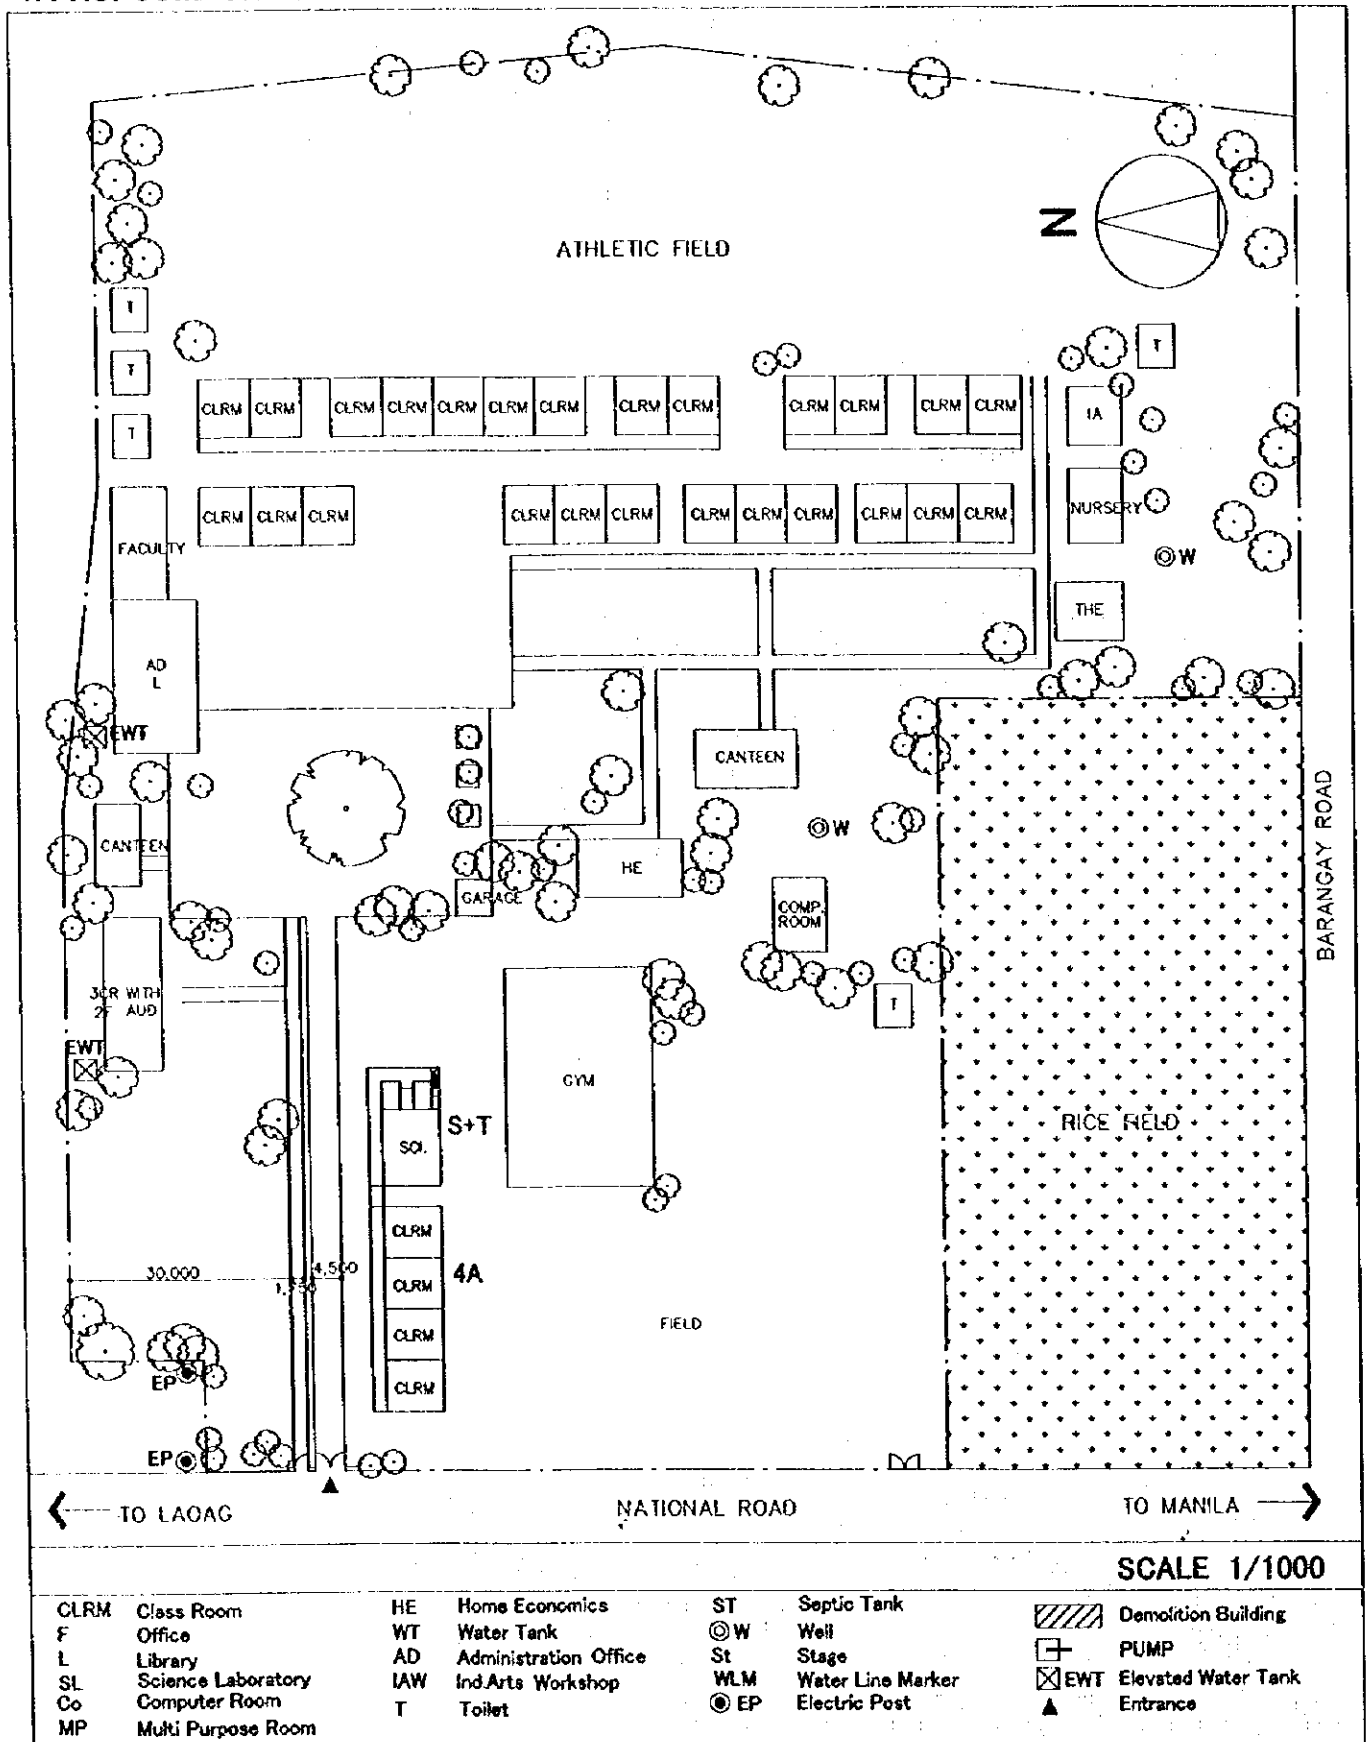 ATHLETIC FIELD
N
T
T
T
T
CLRM CLRM CLRM CLRM CLRM CLRM CLRM CLRM CLRM CLRM CLRM CLRM CLRM
IA
CLRM CLRM CLRM CLRM CLRM CLRM CLRM CLRM CLRM CLRM CLRM CLRM
NURSERY
FACULTY
W
THE
AD
L
EWT
CANTEEN
BARANGAY ROAD
W
CANTEEN
HE
GARAGE
COMP.
ROOM
3CR WITH
2F AUD
T
EWT
GYM
S+T
SCI.
RICE FIELD
CLRM
30,000
4,500
4A
CLRM
FIELD
CLRM
EP
CLRM
EP
TO LAOAG
NATIONAL ROAD
TO MANILA
SCALE 1/1000
CLRM Class Room
F Office
L Library
SL Science Laboratory
Co Computer Room
MP Multi Purpose Room
HE Home Economics
WT Water Tank
AD Administration Office
IAW Ind.Arts Workshop
T Toilet
ST Septic Tank
W Well
St Stage
WLM Water Line Marker
EP Electric Post
Demolition Building
PUMP
EWT Elevated Water Tank
Entrance